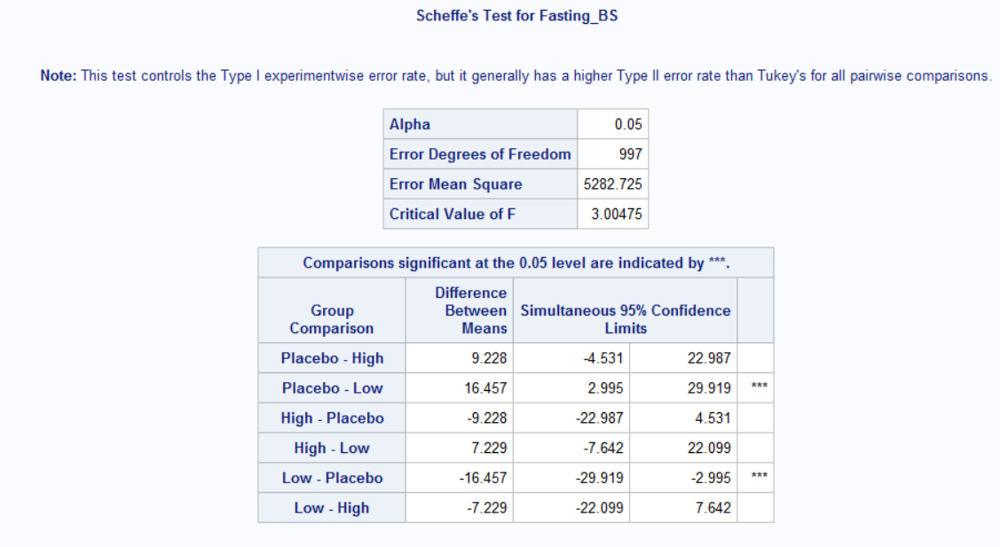 Scheffe's Test for Fasting_BS
Note: This test controls the Type I experimentwise error rate, but it generally has a higher Type II error rate than Tukey's for all pairwise comparisons.
Alpha 0.05
Error Degrees of Freedom 997
Error Mean Square 5282.725
Critical Value of F 3.00475
Comparisons significant at the 0.05 level are indicated by ***.
Group Comparison Difference Between Means Simultaneous 95% Confidence Limits
Placebo - High 9.228 -4.531 22.987
Placebo - Low 16.457 2.995 29.919 ***
High - Placebo -9.228 -22.987 4.531
High - Low 7.229 -7.642 22.099
Low - Placebo -16.457 -29.919 -2.995 ***
Low - High -7.229 -22.099 7.642